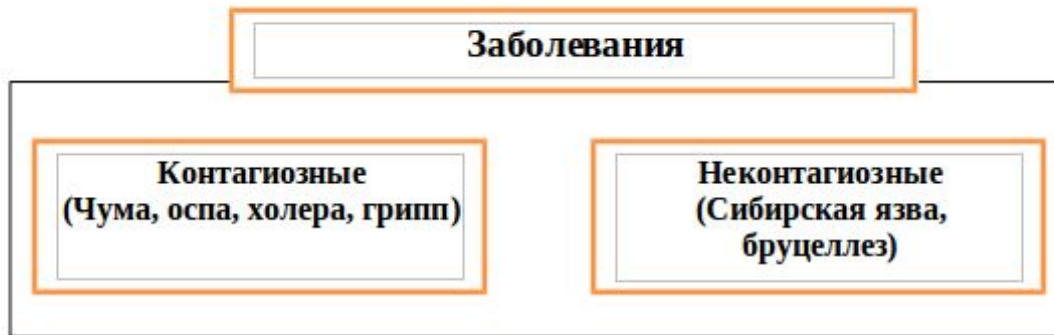 Заболевания
Контагиозные
(Чума, оспа, холера, грипп)
Неконтагиозные
(Сибирская язва,
бруцеллез)